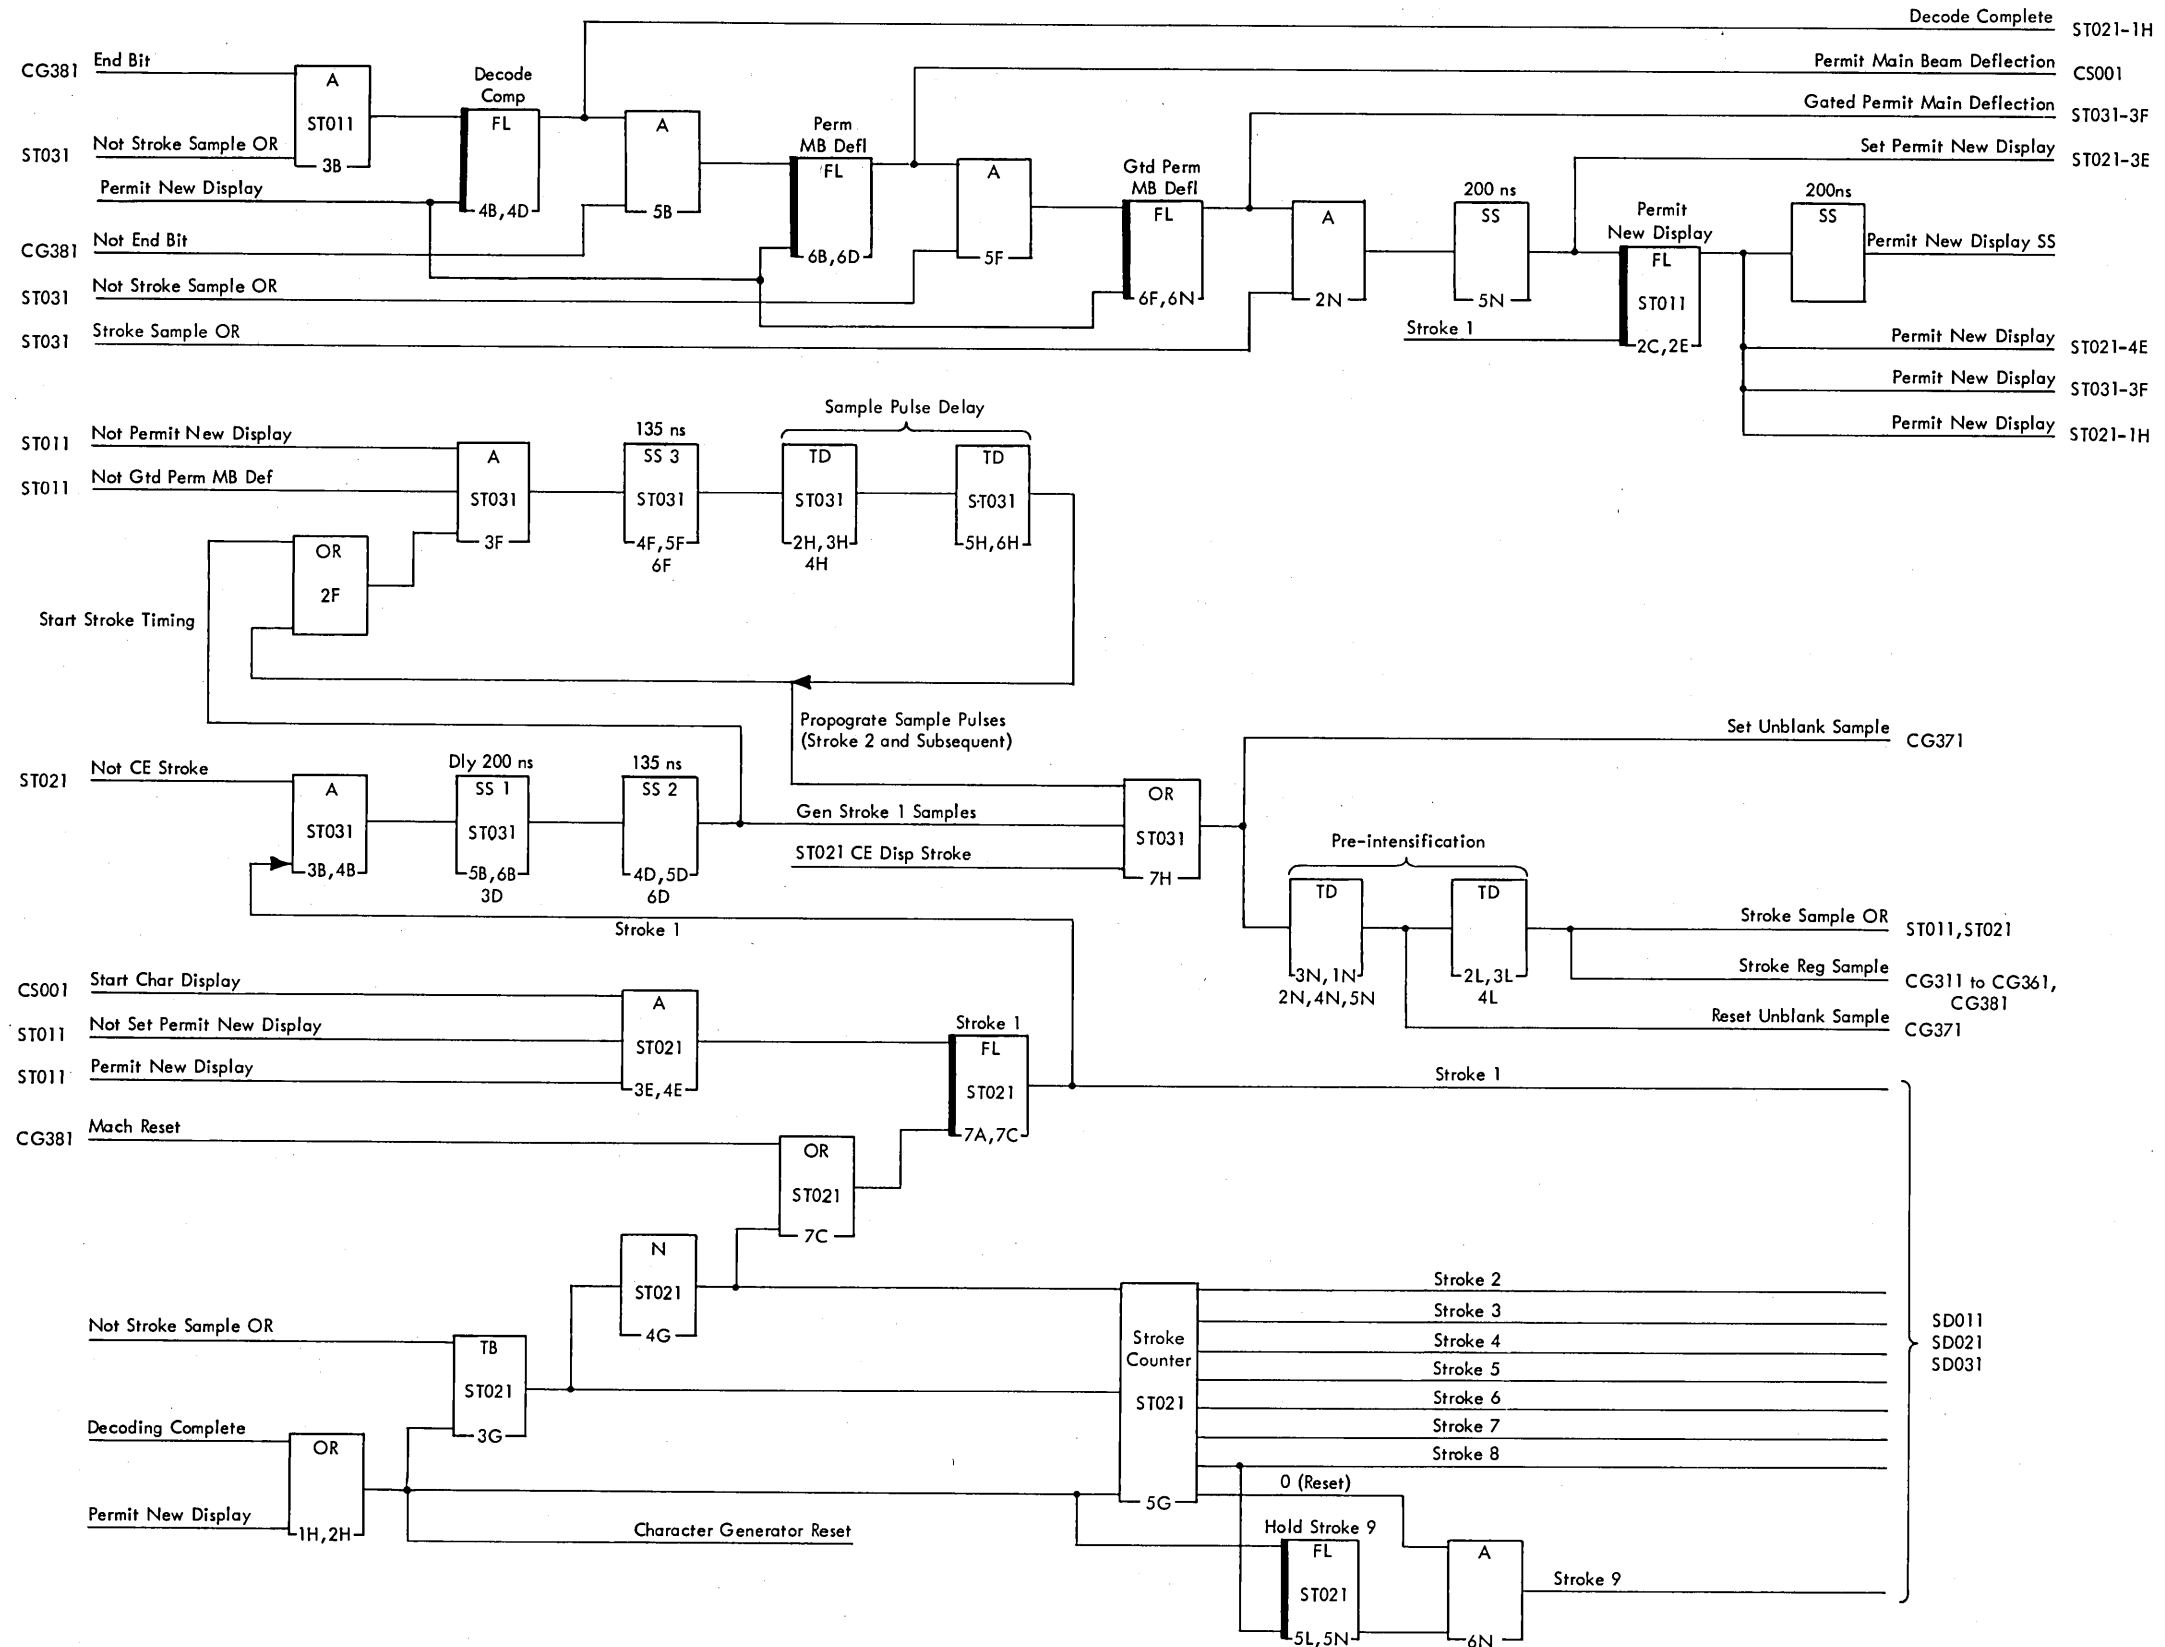 Decode Complete
ST021-1H
CG381 End Bit
A
ST011
3B
Decode
Comp
FL
4B,4D
Permit Main Beam Deflection
CS001
Gated Permit Main Deflection
ST031-3F
Set Permit New Display
ST021-3E
ST031 Not Stroke Sample OR
Permit New Display
A
5B
Perm
MB Defl
FL
6B,6D
A
5F
Gtd Perm
MB Defl
FL
6F,6N
A
2N
200 ns
SS
5N
Permit
New Display
FL
ST011
2C,2E
200ns
SS
Permit New Display SS
CG381 Not End Bit
ST031 Not Stroke Sample OR
ST031 Stroke Sample OR
Stroke 1
Permit New Display
ST021-4E
Permit New Display
ST031-3F
Permit New Display
ST021-1H
Sample Pulse Delay
ST011 Not Permit New Display
ST011 Not Gtd Perm MB Def
A
ST031
3F
135 ns
SS 3
ST031
4F,5F
6F
TD
ST031
2H,3H
4H
TD
ST031
5H,6H
OR
2F
Start Stroke Timing
Propograte Sample Pulses
(Stroke 2 and Subsequent)
Set Unblank Sample
CG371
ST021 Not CE Stroke
A
ST031
3B,4B
Dly 200 ns
SS 1
ST031
5B,6B
3D
135 ns
SS 2
4D,5D
6D
Gen Stroke 1 Samples
ST021 CE Disp Stroke
OR
ST031
7H
Pre-intensification
TD
3N,1N
2N,4N,5N
TD
2L,3L
4L
Stroke Sample OR
ST011,ST021
Stroke Reg Sample
CG311 to CG361,
CG381
Reset Unblank Sample
CG371
Stroke 1
CS001 Start Char Display
ST011 Not Set Permit New Display
ST011 Permit New Display
A
ST021
3E,4E
Stroke 1
FL
ST021
7A,7C
Stroke 1
CG381 Mach Reset
OR
ST021
7C
N
ST021
4G
Not Stroke Sample OR
TB
ST021
3G
Decoding Complete
Permit New Display
OR
1H,2H
Character Generator Reset
Stroke
Counter
ST021
5G
Stroke 2
Stroke 3
Stroke 4
Stroke 5
Stroke 6
Stroke 7
Stroke 8
0 (Reset)
SD011
SD021
SD031
Hold Stroke 9
FL
ST021
5L,5N
A
6N
Stroke 9